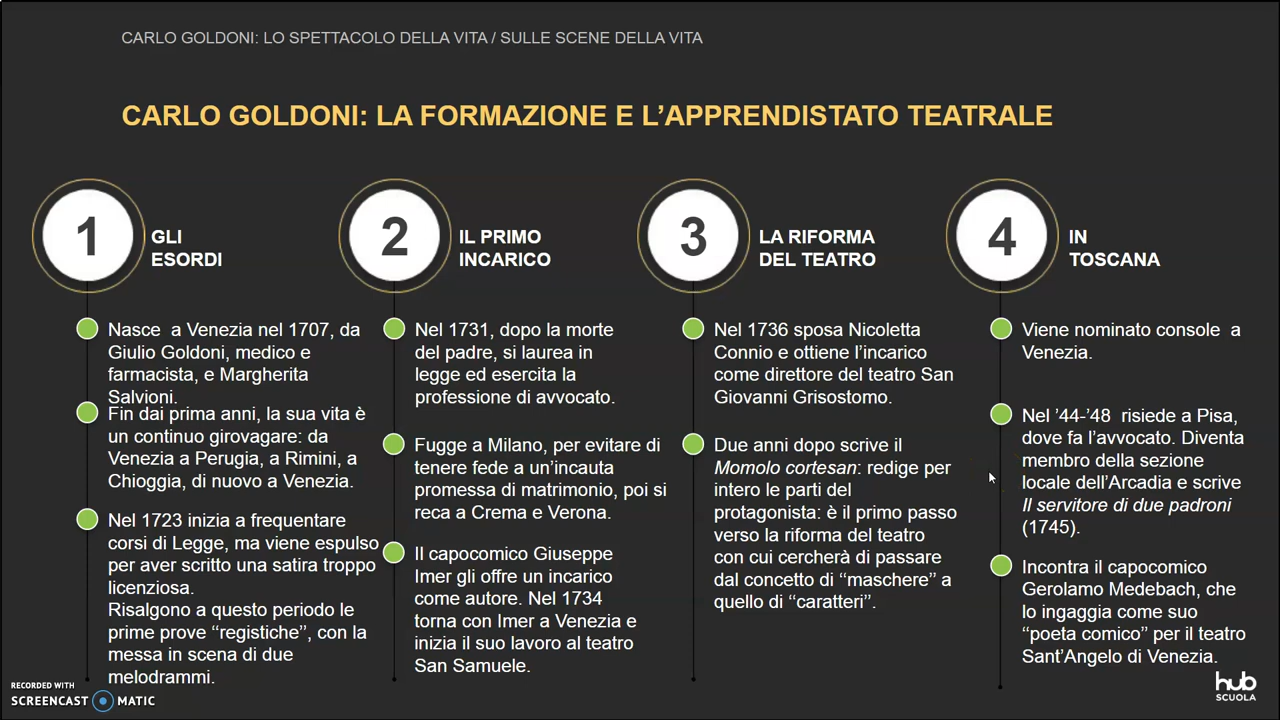 CARLO GOLDONI: LO SPETTACOLO DELLA VITA / SULLE SCENE DELLA VITA
CARLO GOLDONI: LA FORMAZIONE E L’APPRENDISTATO TEATRALE
1
GLI
ESORDI
Nasce  a Venezia nel 1707, da
Giulio Goldoni, medico e
farmacista, e Margherita
Salvioni.
Fin dai prima anni, la sua vita è
un continuo girovagare: da
Venezia a Perugia, a Rimini, a
Chioggia, di nuovo a Venezia.
Nel 1723 inizia a frequentare
corsi di Legge, ma viene espulso
per aver scritto una satira troppo
licenziosa.
Risalgono a questo periodo le
prime prove “registiche”, con la
messa in scena di due
melodrammi.
2
IL PRIMO
INCARICO
Nel 1731, dopo la morte
del padre, si laurea in
legge ed esercita la
professione di avvocato.
Fugge a Milano, per evitare di
tenere fede a un’incauta
promessa di matrimonio, poi si
reca a Crema e Verona.
Il capocomico Giuseppe
Imer gli offre un incarico
come autore. Nel 1734
torna con Imer a Venezia e
inizia il suo lavoro al teatro
San Samuele.
3
LA RIFORMA
DEL TEATRO
Nel 1736 sposa Nicoletta
Connio e ottiene l’incarico
come direttore del teatro San
Giovanni Grisostomo.
Due anni dopo scrive il
Momolo cortesan: redige per
intero le parti del
protagonista: è il primo passo
verso la riforma del teatro
con cui cercherà di passare
dal concetto di “maschere” a
quello di “caratteri”.
4
IN
TOSCANA
Viene nominato console  a
Venezia.
Nel ’44-’48  risiede a Pisa,
dove fa l’avvocato. Diventa
membro della sezione
locale dell’Arcadia e scrive
Il servitore di due padroni
(1745).
Incontra il capocomico
Gerolamo Medebach, che
lo ingaggia come suo
“poeta comico” per il teatro
Sant’Angelo di Venezia.
RECORDED WITH
SCREENCAST MATIC
hub
SCUOLA